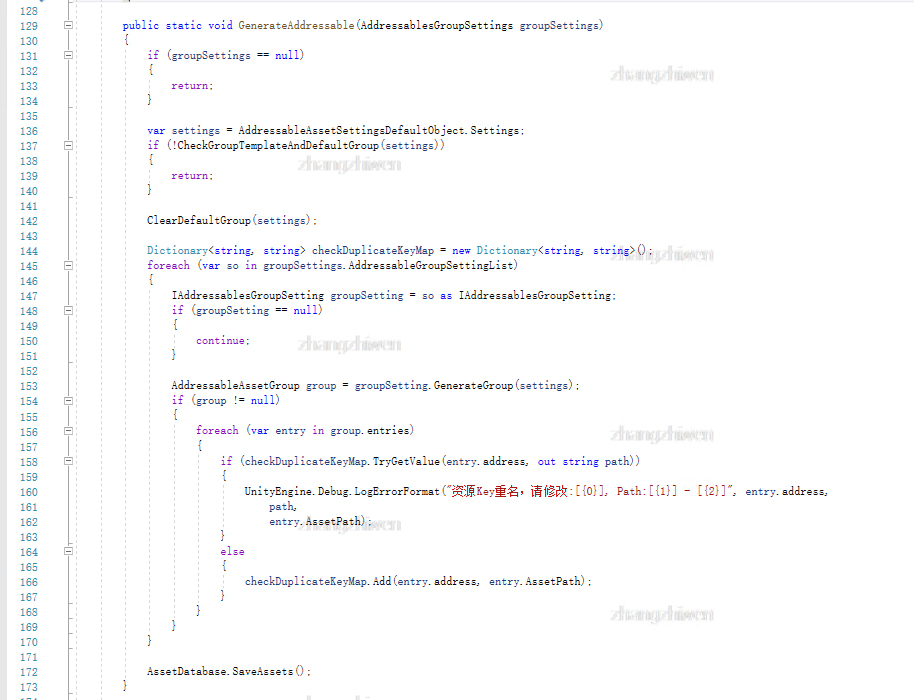 128
129 public static void GenerateAddressable(AddressablesGroupSettings groupSettings)
130 {
131 if (groupSettings == null)
132 {
133 return;
134 }
135
136 var settings = AddressableAssetSettingsDefaultObject.Settings;
137 if (!CheckGroupTemplateAndDefaultGroup(settings))
138 {
139 return;
140 }
141
142 ClearDefaultGroup(settings);
143
144 Dictionary<string, string> checkDuplicateKeyMap = new Dictionary<string, string>();
145 foreach (var so in groupSettings.AddressableGroupSettingList)
146 {
147 IAddressablesGroupSetting groupSetting = so as IAddressablesGroupSetting;
148 if (groupSetting == null)
149 {
150 continue;
151 }
152
153 AddressableAssetGroup group = groupSetting.GenerateGroup(settings);
154 if (group != null)
155 {
156 foreach (var entry in group.entries)
157 {
158 if (checkDuplicateKeyMap.TryGetValue(entry.address, out string path))
159 {
160 UnityEngine.Debug.LogErrorFormat("资源Key重名，请修改:[{0}], Path:[{1}] - [{2}]", entry.address,
161 path,
162 entry.AssetPath);
163 }
164 else
165 {
166 checkDuplicateKeyMap.Add(entry.address, entry.AssetPath);
167 }
168 }
169 }
170 }
171
172 AssetDatabase.SaveAssets();
173 }
zhangzhiwen
zhangzhiwen
zhangzhiwen
zhangzhiwen
zhangzhiwen
zhangzhiwen
zhangzhiwen